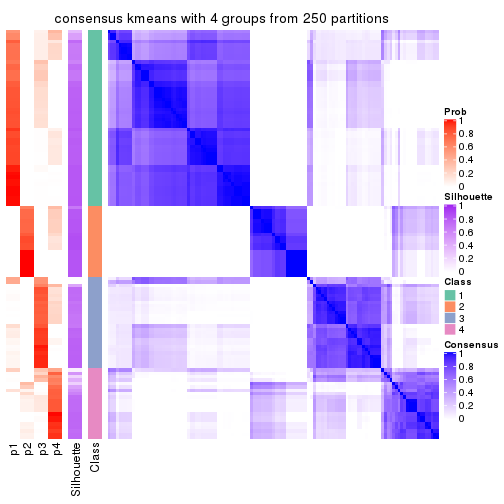 consensus kmeans with 4 groups from 250 partitions
Prob
1
0.8
0.6
0.4
0.2
0
Silhouette
1
0.8
0.6
0.4
0.2
0
Class
1
2
3
4
Consensus
1
0.8
0.6
0.4
0.2
0
p1
p2
p3
p4
Silhouette
Class